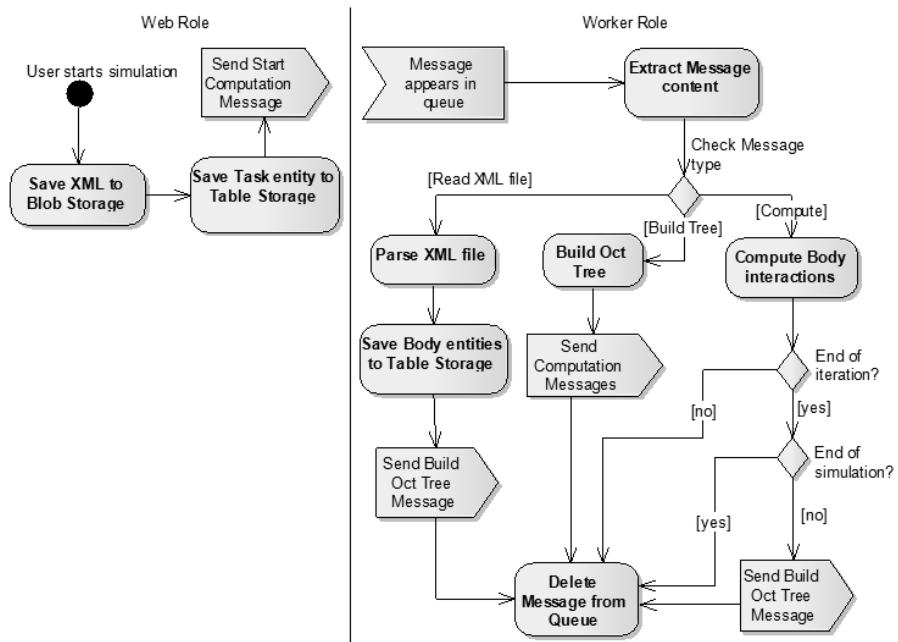 Web Role
User starts simulation
Send Start
Computation
Message
Save XML to
Blob Storage
Save Task entity to
Table Storage
Worker Role
Message
appears in
queue
Extract Message
content
Check Message
type
[Read XML file]
[Build Tree]
[Compute]
Parse XML file
Build Oct
Tree
Compute Body
interactions
Save Body entities
to Table Storage
Send
Computation
Messages
End of
iteration?
[no]
[yes]
Send Build
Oct Tree
Message
End of
simulation?
[yes]
[no]
Delete
Message from
Queue
Send Build
Oct Tree
Message